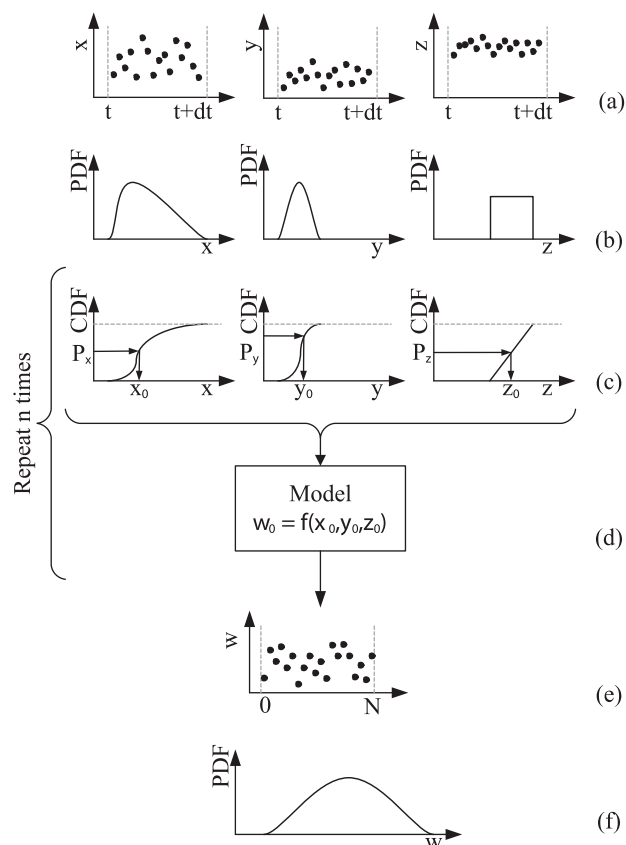 x
y
z
t
t+dt
t
t+dt
t
t+dt
(a)
PDF
x
PDF
y
PDF
z
(b)
Repeat n times
CDF
Pₓ
x₀
x
CDF
Pᵧ
y₀
y
CDF
P_z
z₀
z
(c)
Model
w₀ = f(x₀,y₀,z₀)
(d)
w
0
N
(e)
PDF
w
(f)